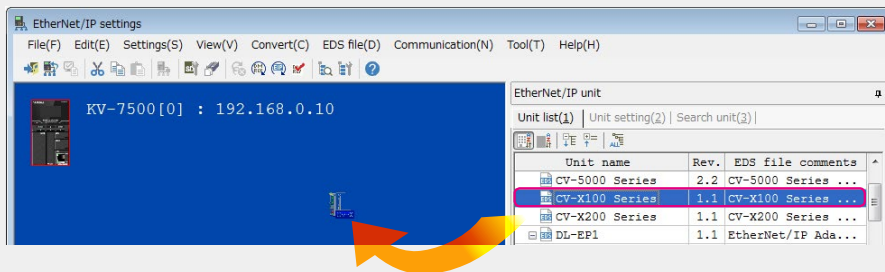 EtherNet/IP settings
File(F) Edit(E) Settings(S) View(V) Convert(C) EDS file(D) Communication(N) Tool(T) Help(H)
KV-7500[0] : 192.168.0.10
EtherNet/IP unit
Unit list(1) Unit setting(2) Search unit(3)
Unit name Rev. EDS file comments
CV-5000 Series 2.2 CV-5000 Series ...
CV-X100 Series 1.1 CV-X100 Series ...
CV-X200 Series 1.1 CV-X200 Series ...
DL-EP1 1.1 EtherNet/IP Ada...
CV-X